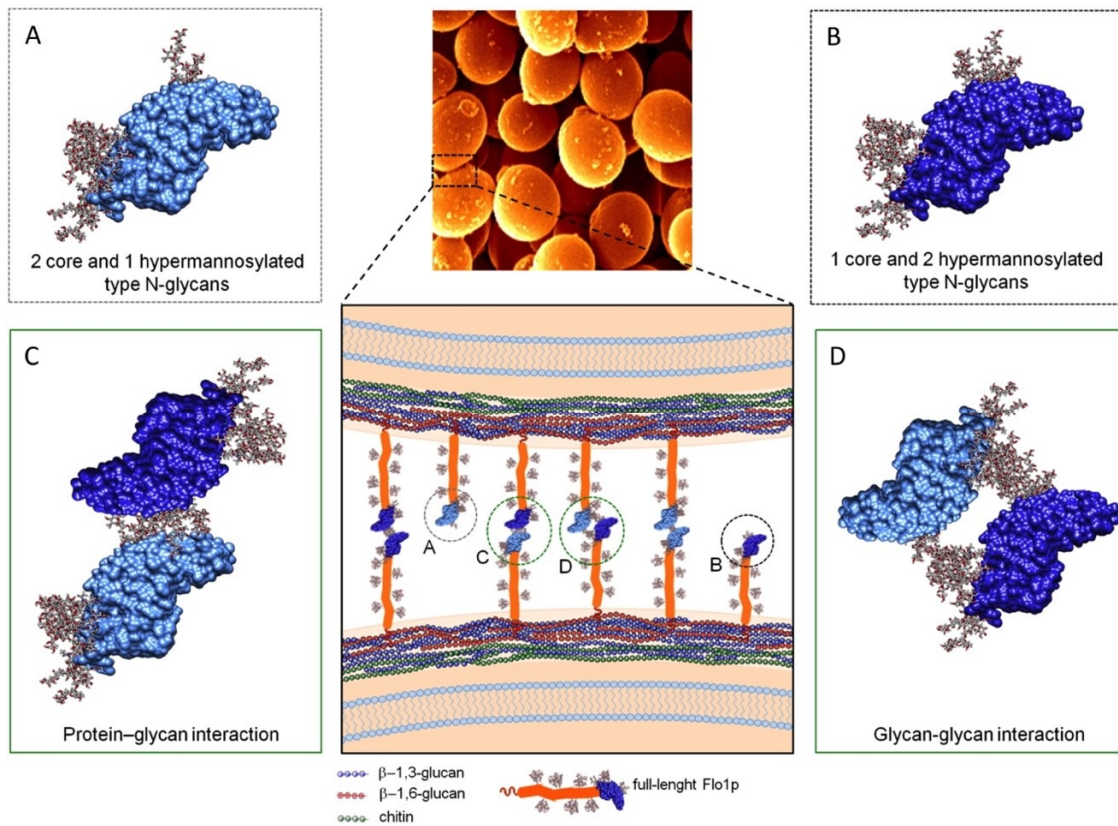 A
B
2 core and 1 hypermannosylated
type N-glycans
1 core and 2 hypermannosylated
type N-glycans
C
D
A
C
D
B
Protein–glycan interaction
Glycan-glycan interaction
β–1,3-glucan
β–1,6-glucan
chitin
full-lenght Flo1p